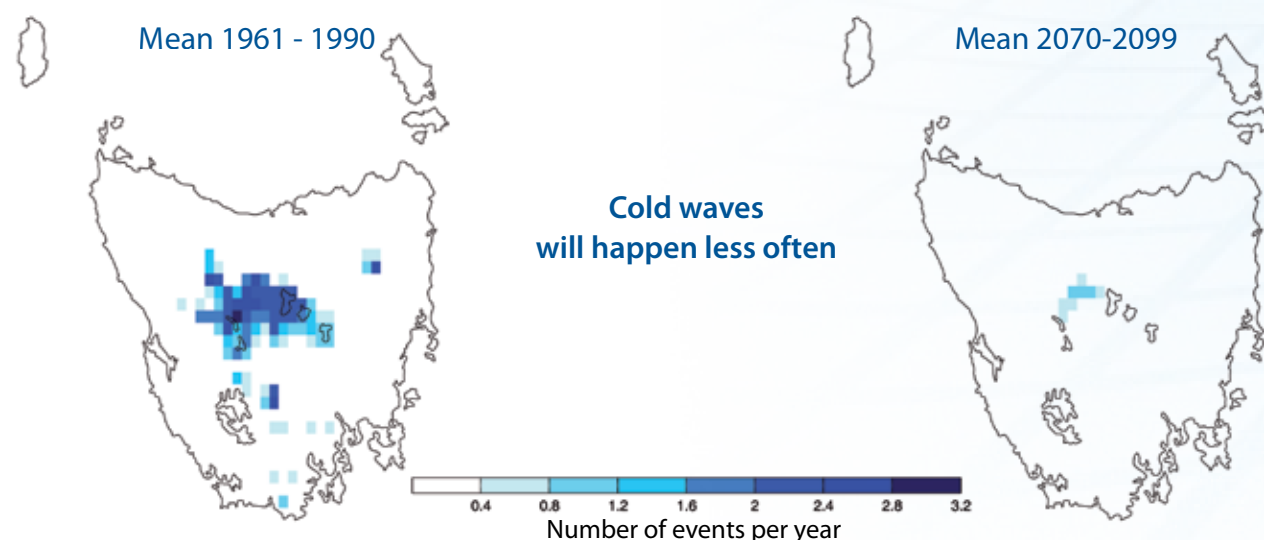 Mean 1961 - 1990
Mean 2070-2099
Cold waves
will happen less often
0.4 0.8 1.2 1.6 2 2.4 2.8 3.2
Number of events per year